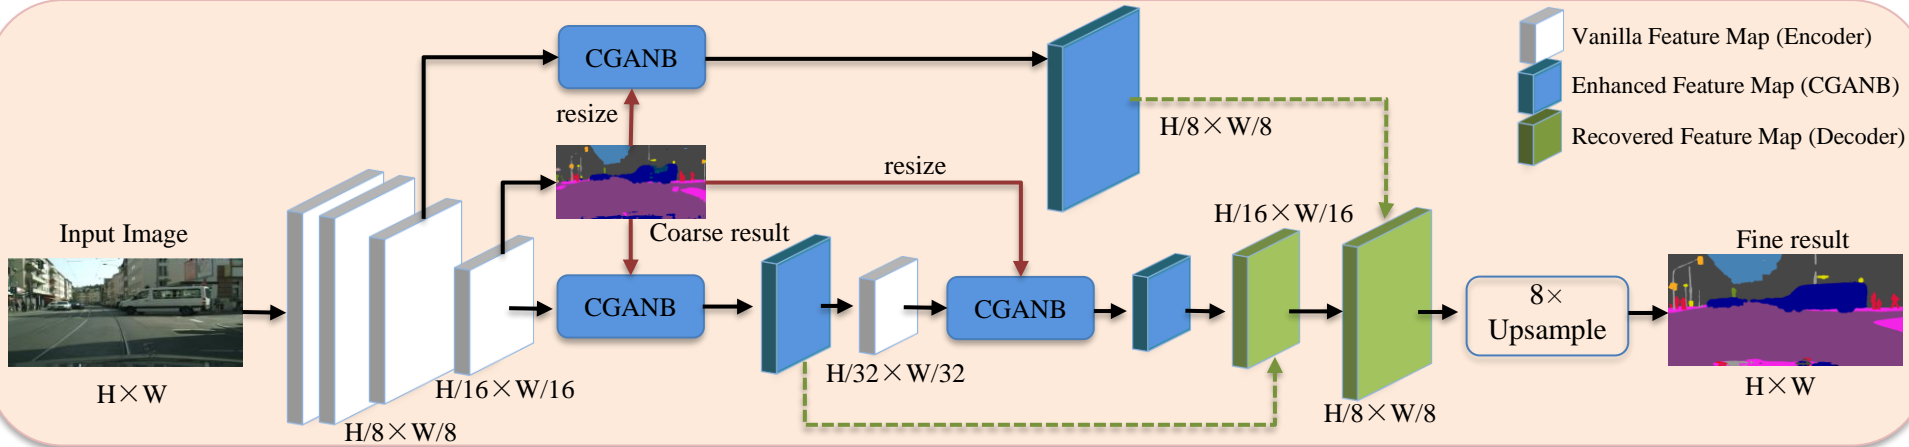 CGANB
Vanilla Feature Map (Encoder)
Enhanced Feature Map (CGANB)
Recovered Feature Map (Decoder)
resize
H/8×W/8
resize
Input Image
Coarse result
H/16×W/16
Fine result
CGANB
CGANB
8×
Upsample
H×W
H/16×W/16
H/32×W/32
H×W
H/8×W/8
H/8×W/8